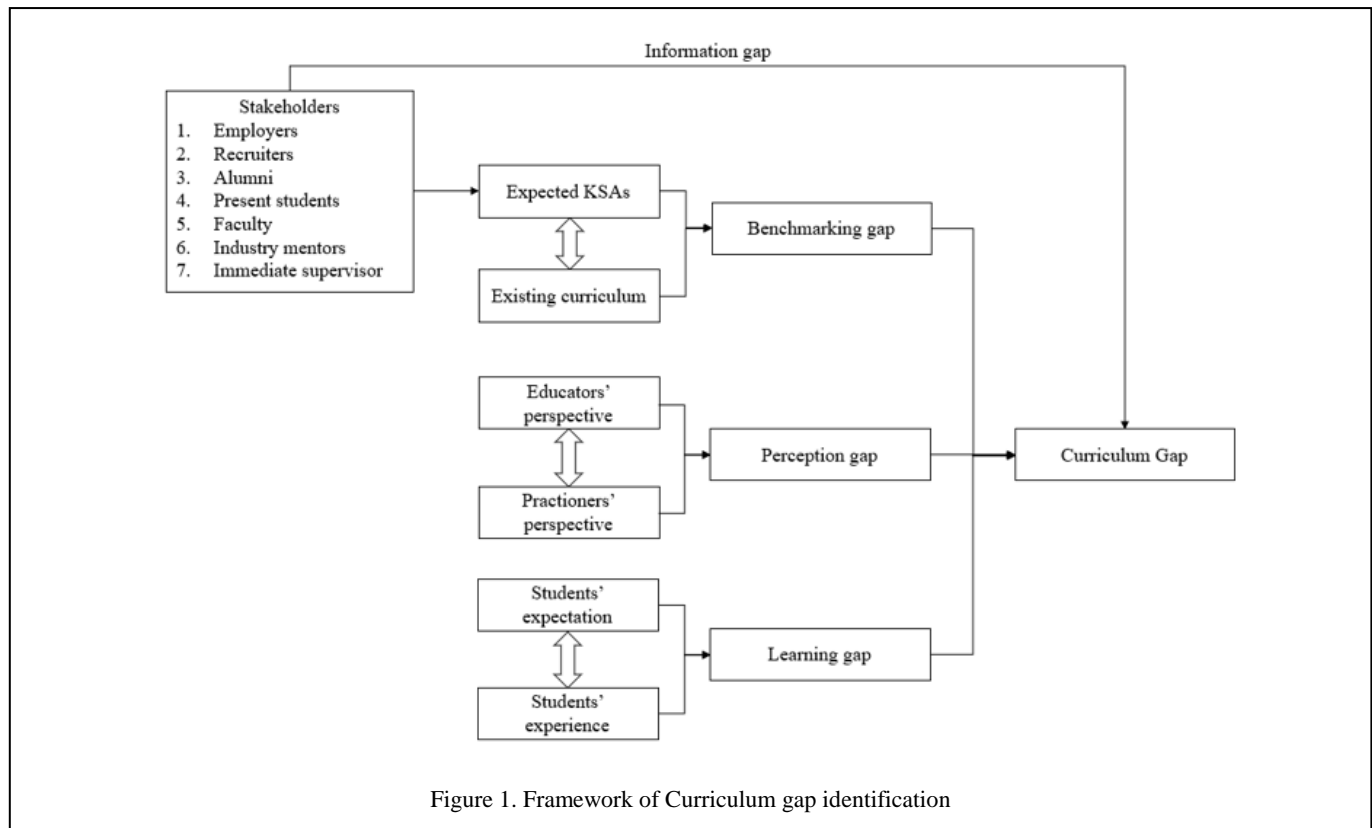 Information gap
Stakeholders
1. Employers
2. Recruiters
3. Alumni
4. Present students
5. Faculty
6. Industry mentors
7. Immediate supervisor
Expected KSAs
Existing curriculum
Benchmarking gap
Educators’
perspective
Practioners’
perspective
Perception gap
Curriculum Gap
Students’
expectation
Students’
experience
Learning gap
Figure 1. Framework of Curriculum gap identification